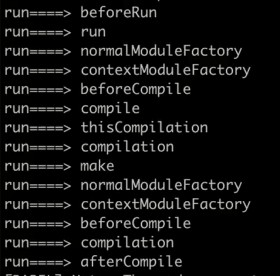 run====> beforeRun
run====> run
run====> normalModuleFactory
run====> contextModuleFactory
run====> beforeCompile
run====> compile
run====> thisCompilation
run====> compilation
run====> make
run====> normalModuleFactory
run====> contextModuleFactory
run====> beforeCompile
run====> compilation
run====> afterCompile